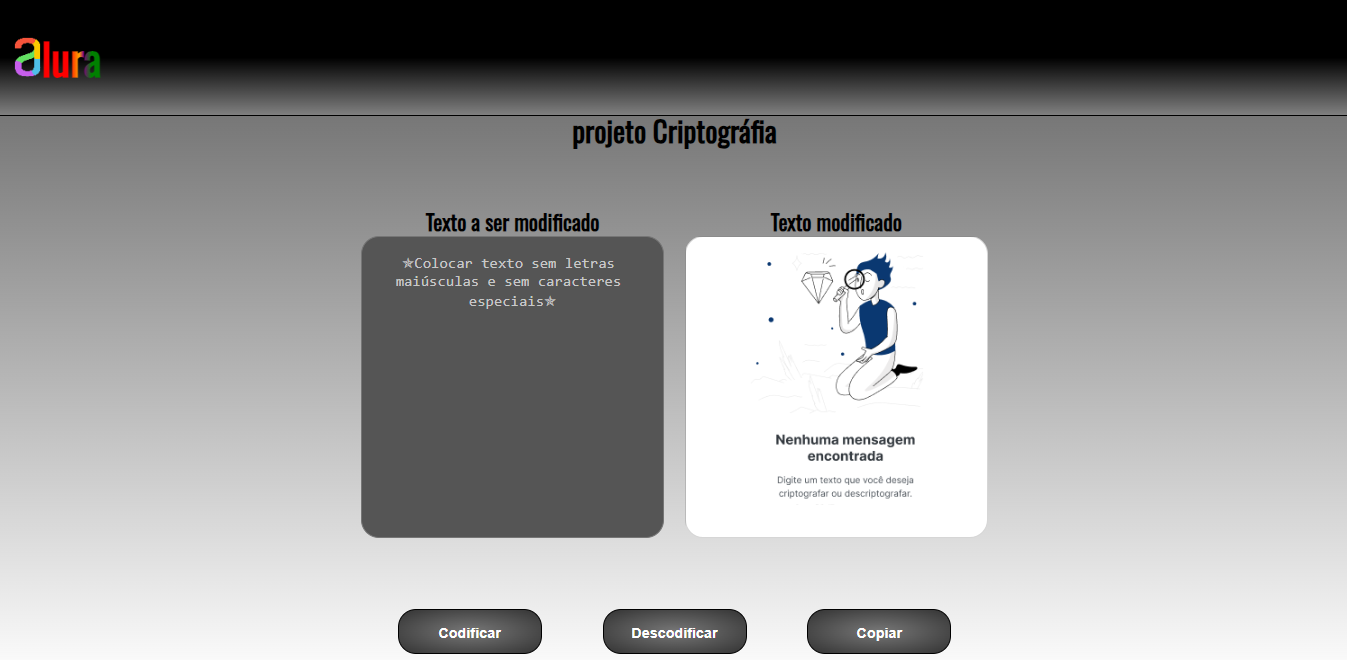 alura
projeto Criptográfia
Texto a ser modificado
Texto modificado
✯Colocar texto sem letras
maiúsculas e sem caracteres
especiais✯
Nenhuma mensagem
encontrada
Digite um texto que você deseja
criptografar ou descriptografar.
Codificar
Descodificar
Copiar